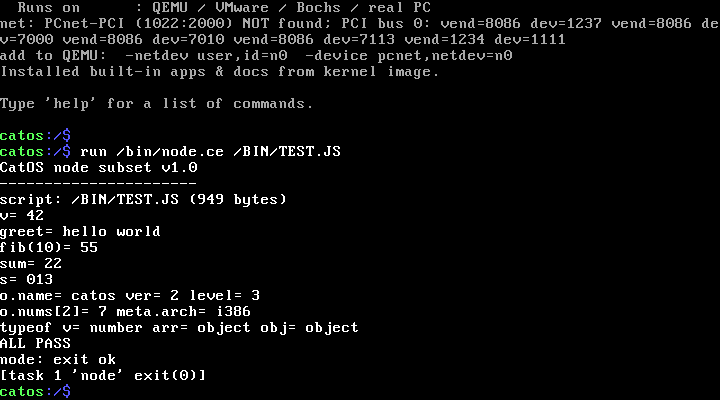 Runs on       : QEMU / VMware / Bochs / real PC
net: PCnet-PCI (1022:2000) NOT found; PCI bus 0: vend=8086 dev=1237 vend=8086 de
v=7000 vend=8086 dev=7010 vend=8086 dev=7113 vend=1234 dev=1111
add to QEMU:  -netdev user,id=n0  -device pcnet,netdev=n0
Installed built-in apps & docs from kernel image.
Type 'help' for a list of commands.
catos:/$
catos:/$ run /bin/node.ce /BIN/TEST.JS
CatOS node subset v1.0
----------------------
script: /BIN/TEST.JS (949 bytes)
v= 42
greet= hello world
fib(10)= 55
sum= 22
s= 013
o.name= catos ver= 2 level= 3
o.nums[2]= 7 meta.arch= i386
typeof v= number arr= object obj= object
ALL PASS
node: exit ok
[task 1 'node' exit(0)]
catos:/$